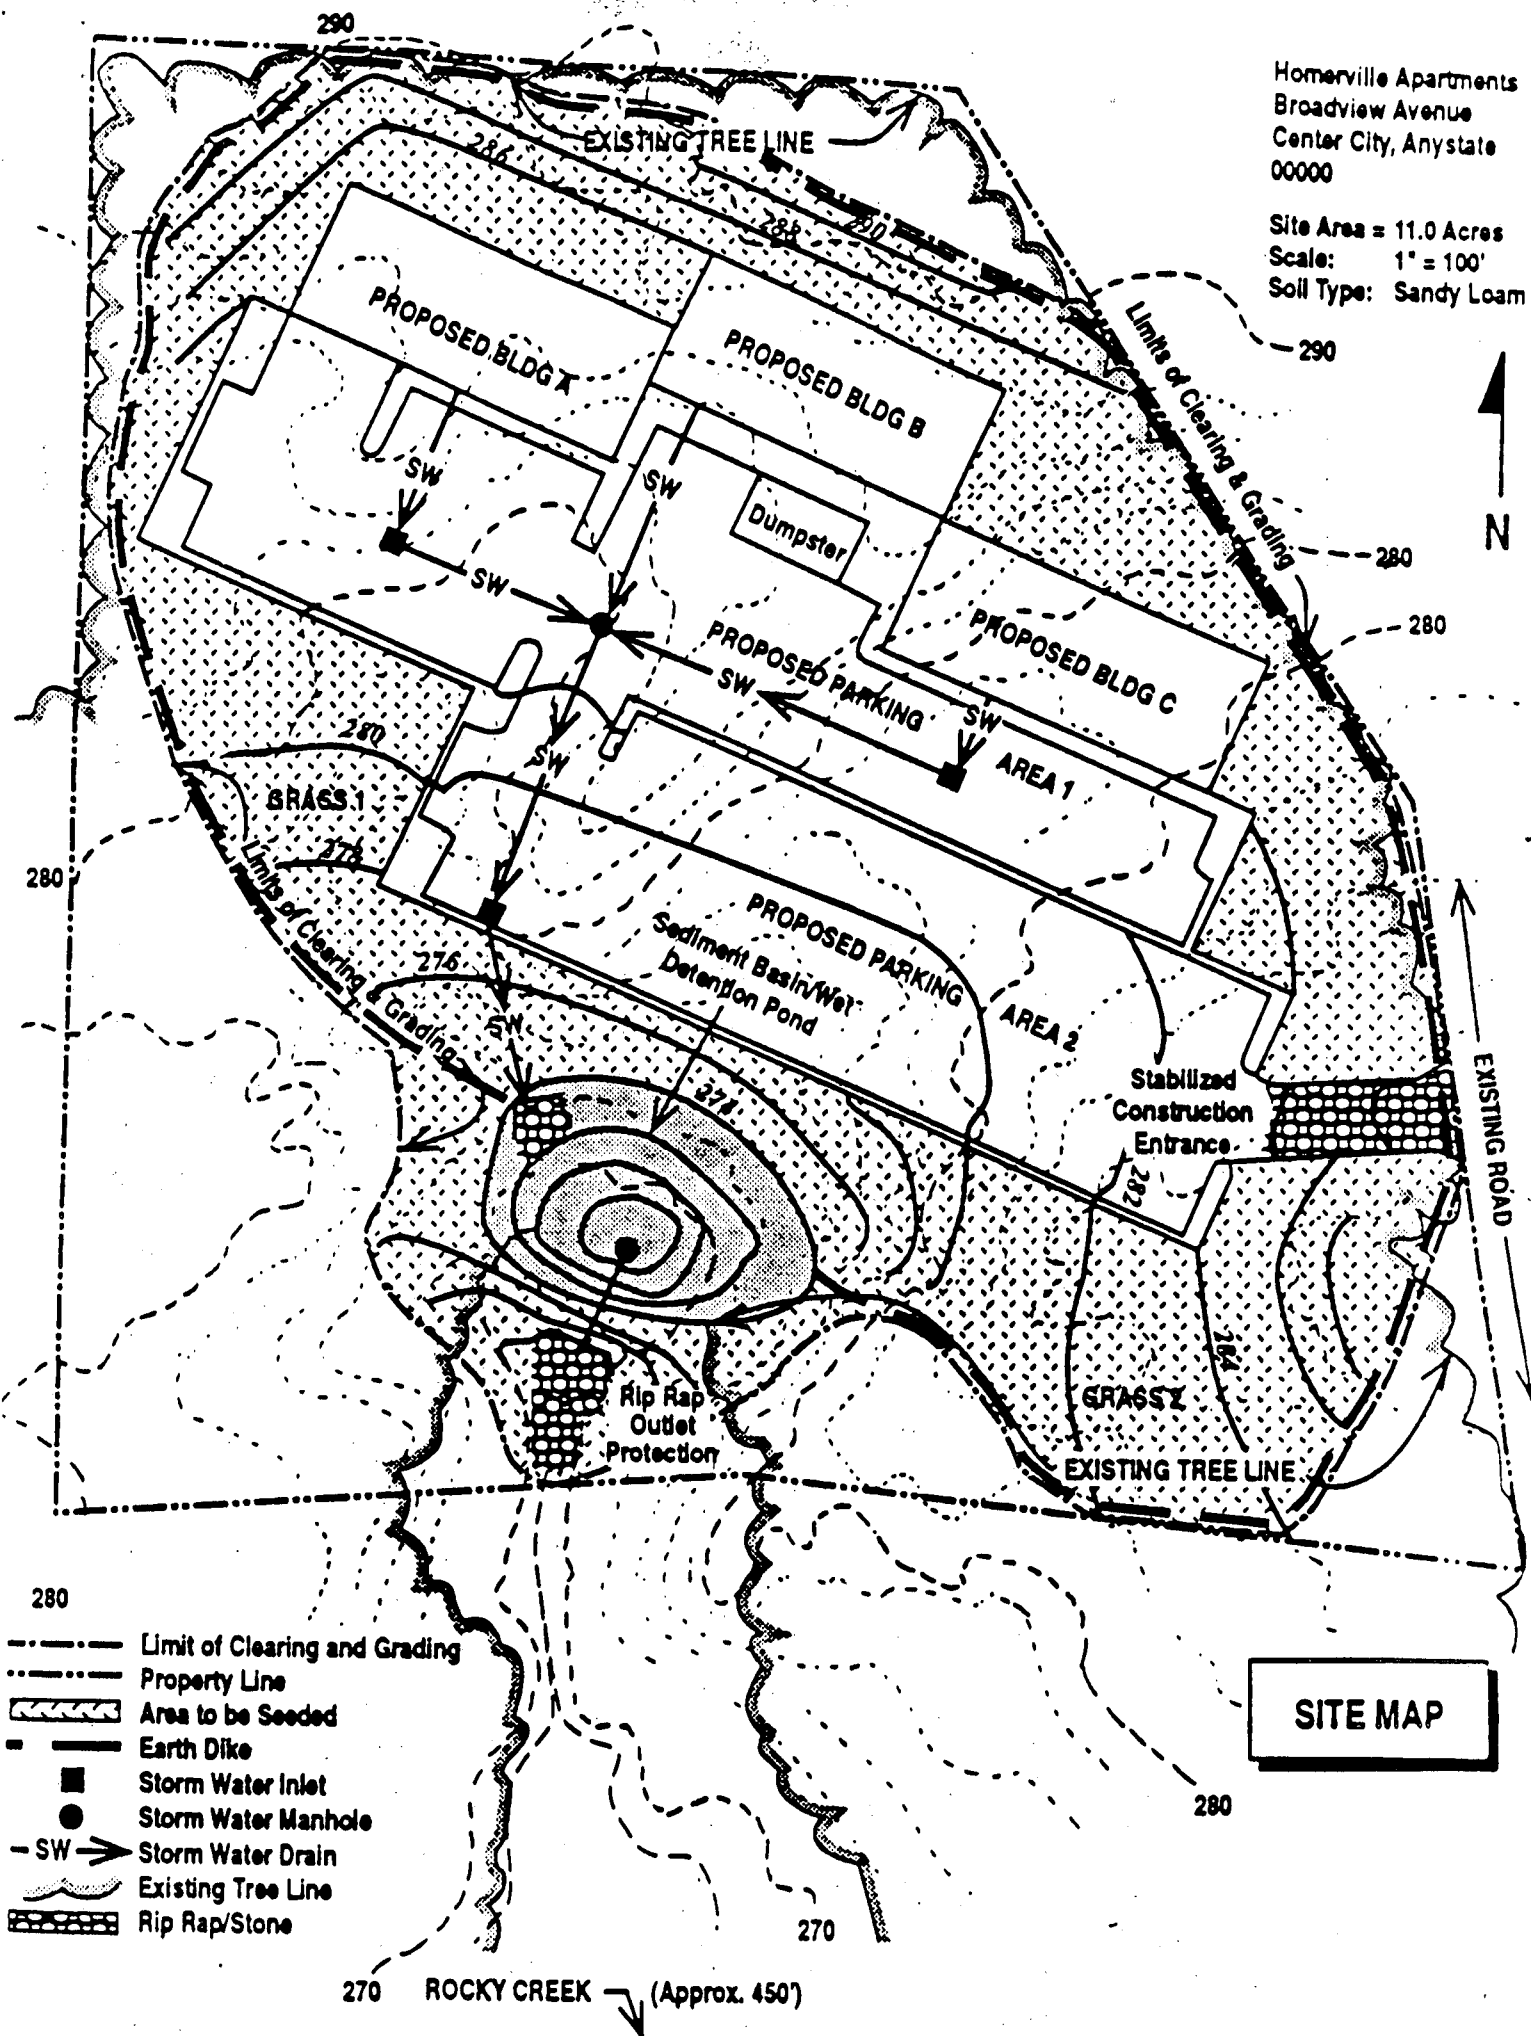 290
Homerville Apartments
Broadview Avenue
Center City, Anystate
00000
Site Area = 11.0 Acres
Scale: 1" = 100'
Soil Type: Sandy Loam
EXISTING TREE LINE
286
288
290
290
Limits of Clearing & Grading
PROPOSED BLDG A
PROPOSED BLDG B
N
SW
SW
Dumpster
280
SW
280
PROPOSED BLDG C
PROPOSED PARKING
SW
SW
AREA 1
280
SW
GRASS 1
278
280
Limits of Clearing & Grading
PROPOSED PARKING
AREA 2
Sediment Basin/Wet
Detention Pond
276
SW
274
Stabilized
Construction
Entrance
EXISTING ROAD
282
284
GRASS 2
Rip Rap
Outlet
Protection
EXISTING TREE LINE
280
Limit of Clearing and Grading
Property Line
Area to be Seeded
Earth Dike
Storm Water Inlet
Storm Water Manhole
SW Storm Water Drain
Existing Tree Line
Rip Rap/Stone
SITE MAP
280
270
270
ROCKY CREEK (Approx. 450')